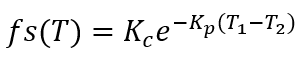 fs(T) = K_c e^{-K_p(T_1-T_2)}